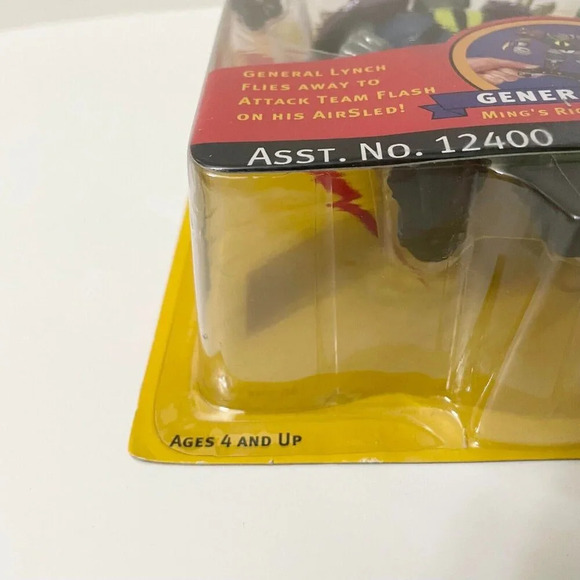 General Lynch
Flies away to
Attack Team Flash
on his AirSled!
GENER
Ming's Rig
Asst. No. 12400
Ages 4 and Up